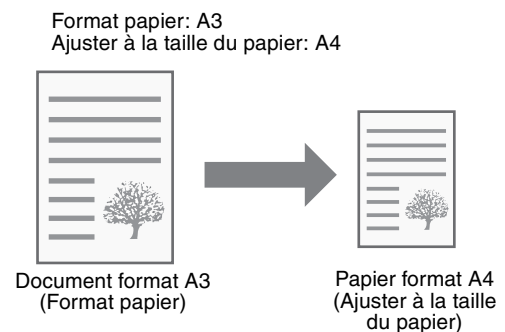 Format papier: A3
Ajuster à la taille du papier: A4
Document format A3
(Format papier)
Papier format A4
(Ajuster à la taille
du papier)